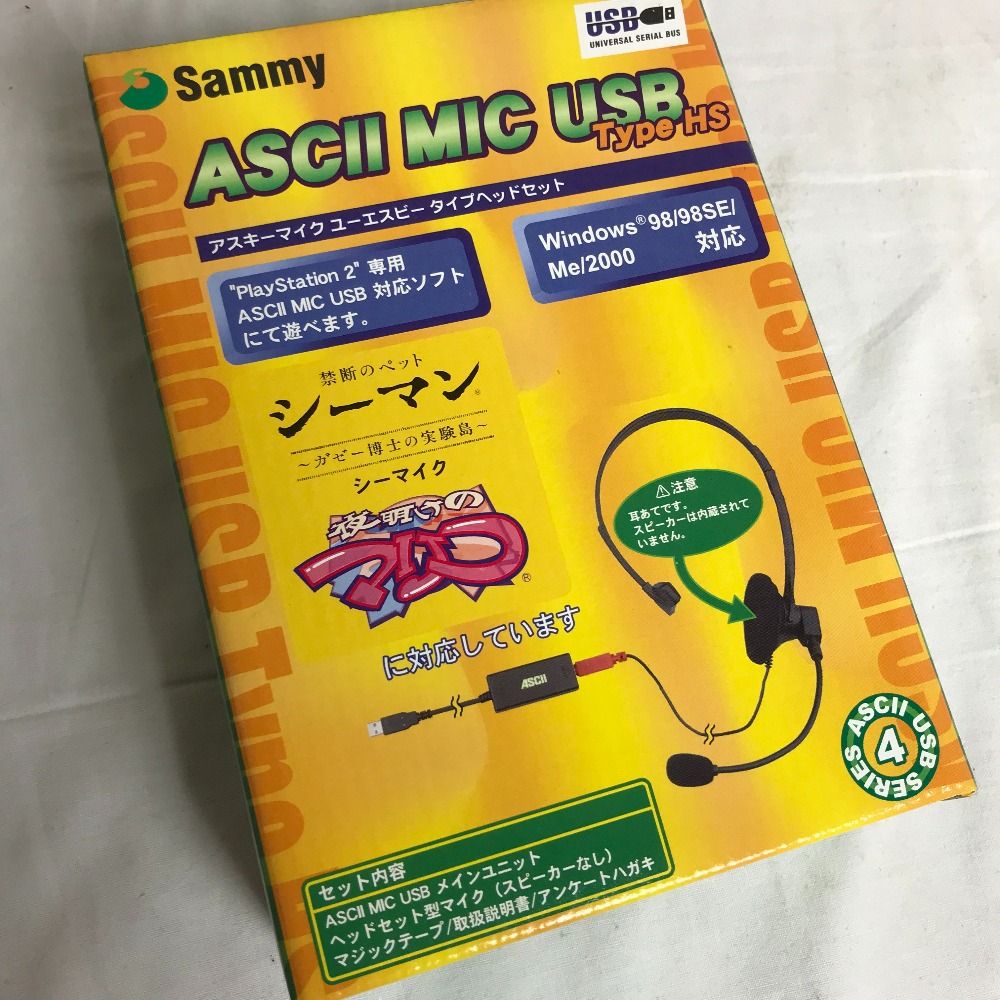 USB
UNIVERSAL SERIAL BUS
Sammy
ASCII MIC USB
Type HS
アスキーマイク ユーエスビー タイプヘッドセット
"PlayStation 2" 専用
ASCII MIC USB 対応ソフト
にて遊べます。
Windows® 98/98SE/
Me/2000 対応
禁断のペット
シーマン®
～ガゼー博士の実験島～
シーマイク
夜明けの
マリコ®
に対応しています
⚠注意
耳あてです。
スピーカーは内蔵されて
いません。
ASCII
ASCII USB SERIES
4
セット内容
ASCII MIC USB メインユニット
ヘッドセット型マイク（スピーカーなし）
マジックテープ/取扱説明書/アンケートハガキ